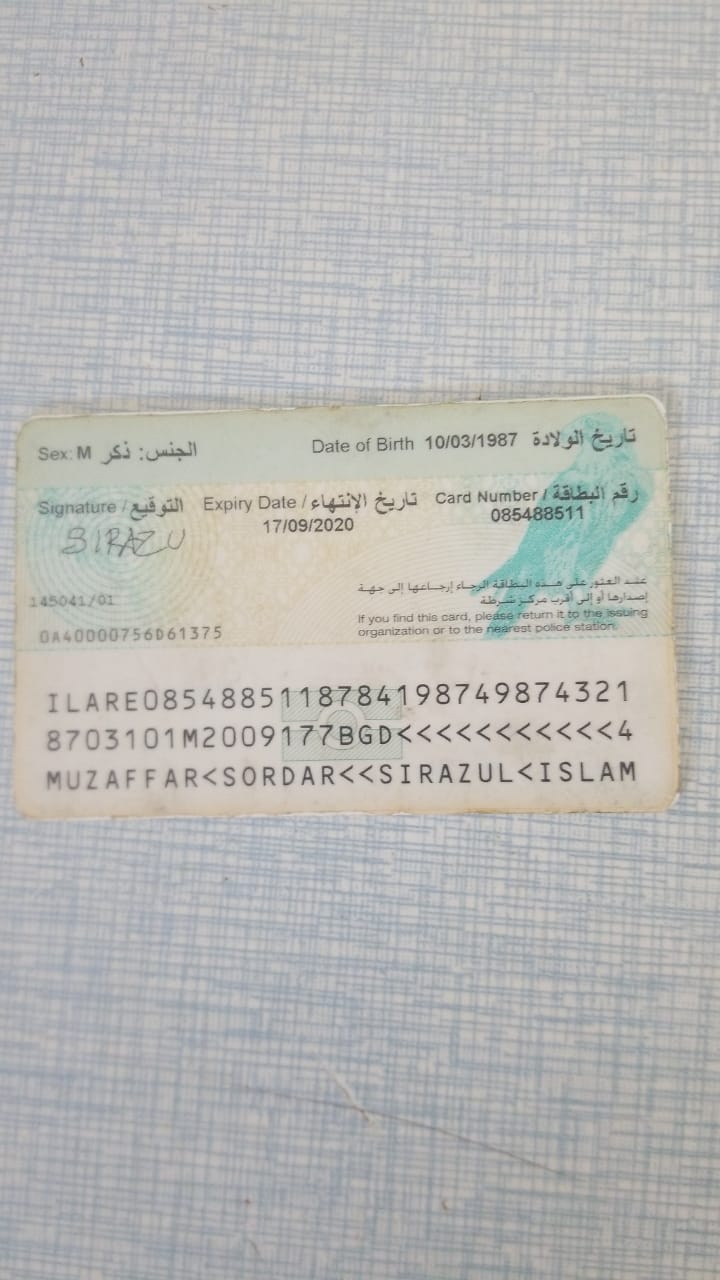 Sex: M الجنس: ذكر
Date of Birth 10/03/1987 تاريخ الولادة
Signature / التوقيع
SIRAZU
Expiry Date / تاريخ الإنتهاء
17/09/2020
Card Number / رقم البطاقة
085488511
عند العثور على هذه البطاقة الرجاء إرجاعها إلى جهة
إصدارها أو إلى أقرب مركز شرطة
145041/01
If you find this card, please return it to the issuing
organization or to the nearest police station.
0A40000756D61375
ILARE0854885118784198749874321
8703101M2009177BGD<<<<<<<<<<<4
MUZAFFAR<SORDAR<<SIRAZUL<ISLAM